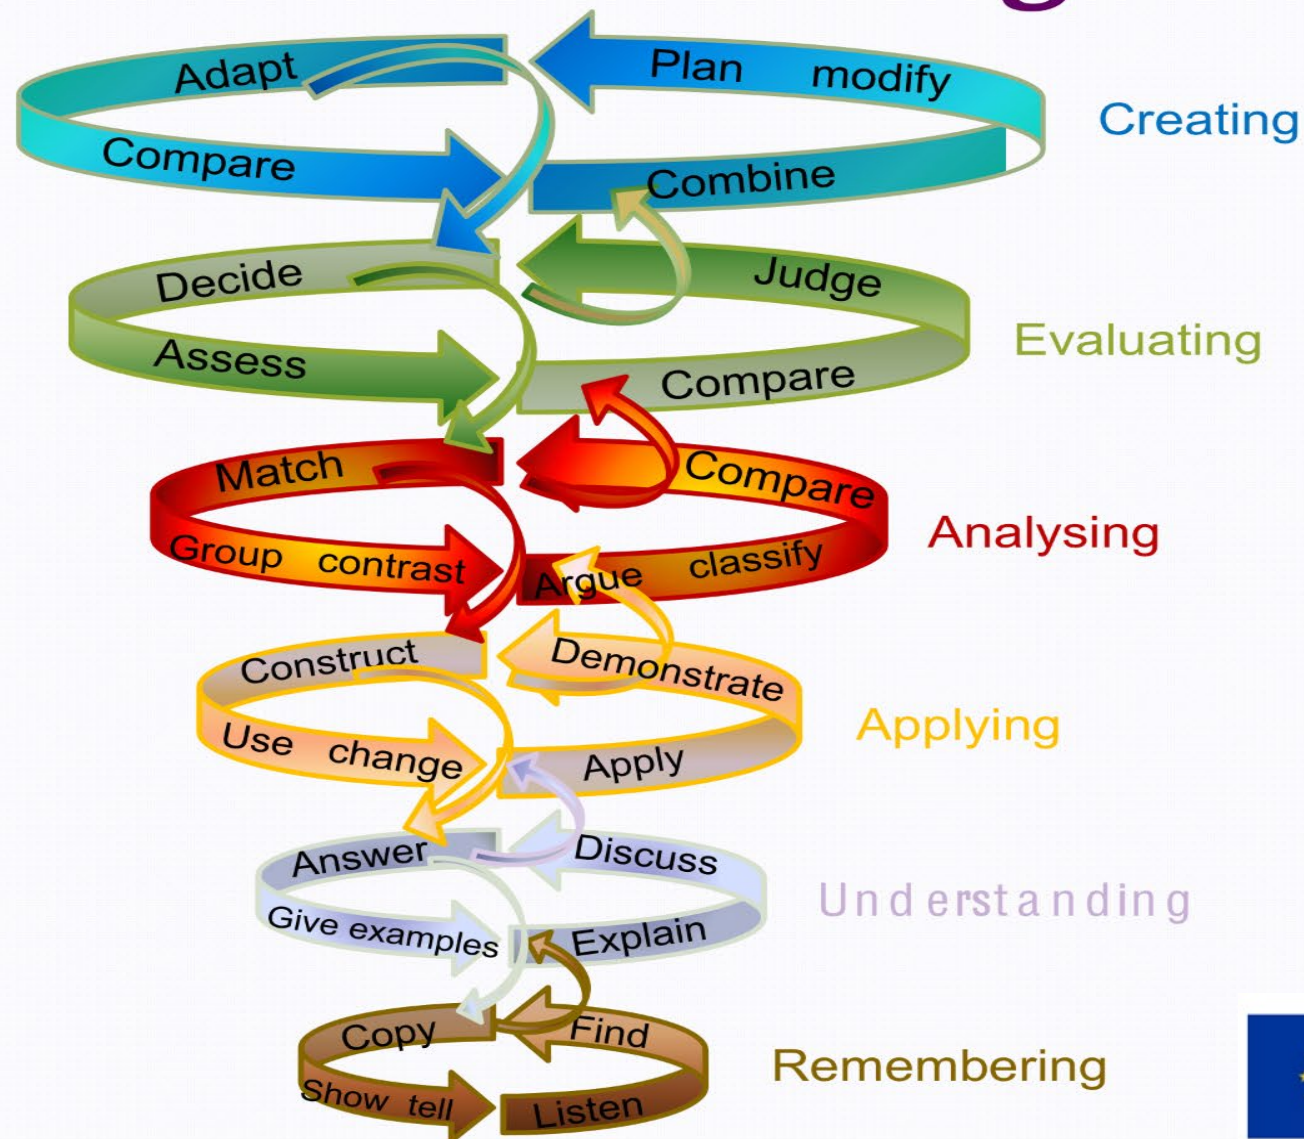 Adapt
Plan modify
Creating
Compare
Combine
Decide
Judge
Evaluating
Assess
Compare
Match
Compare
Analysing
Group contrast
Argue classify
Construct
Demonstrate
Applying
Use change
Apply
Answer
Discuss
Understanding
Give examples
Explain
Copy
Find
Remembering
Show tell
Listen